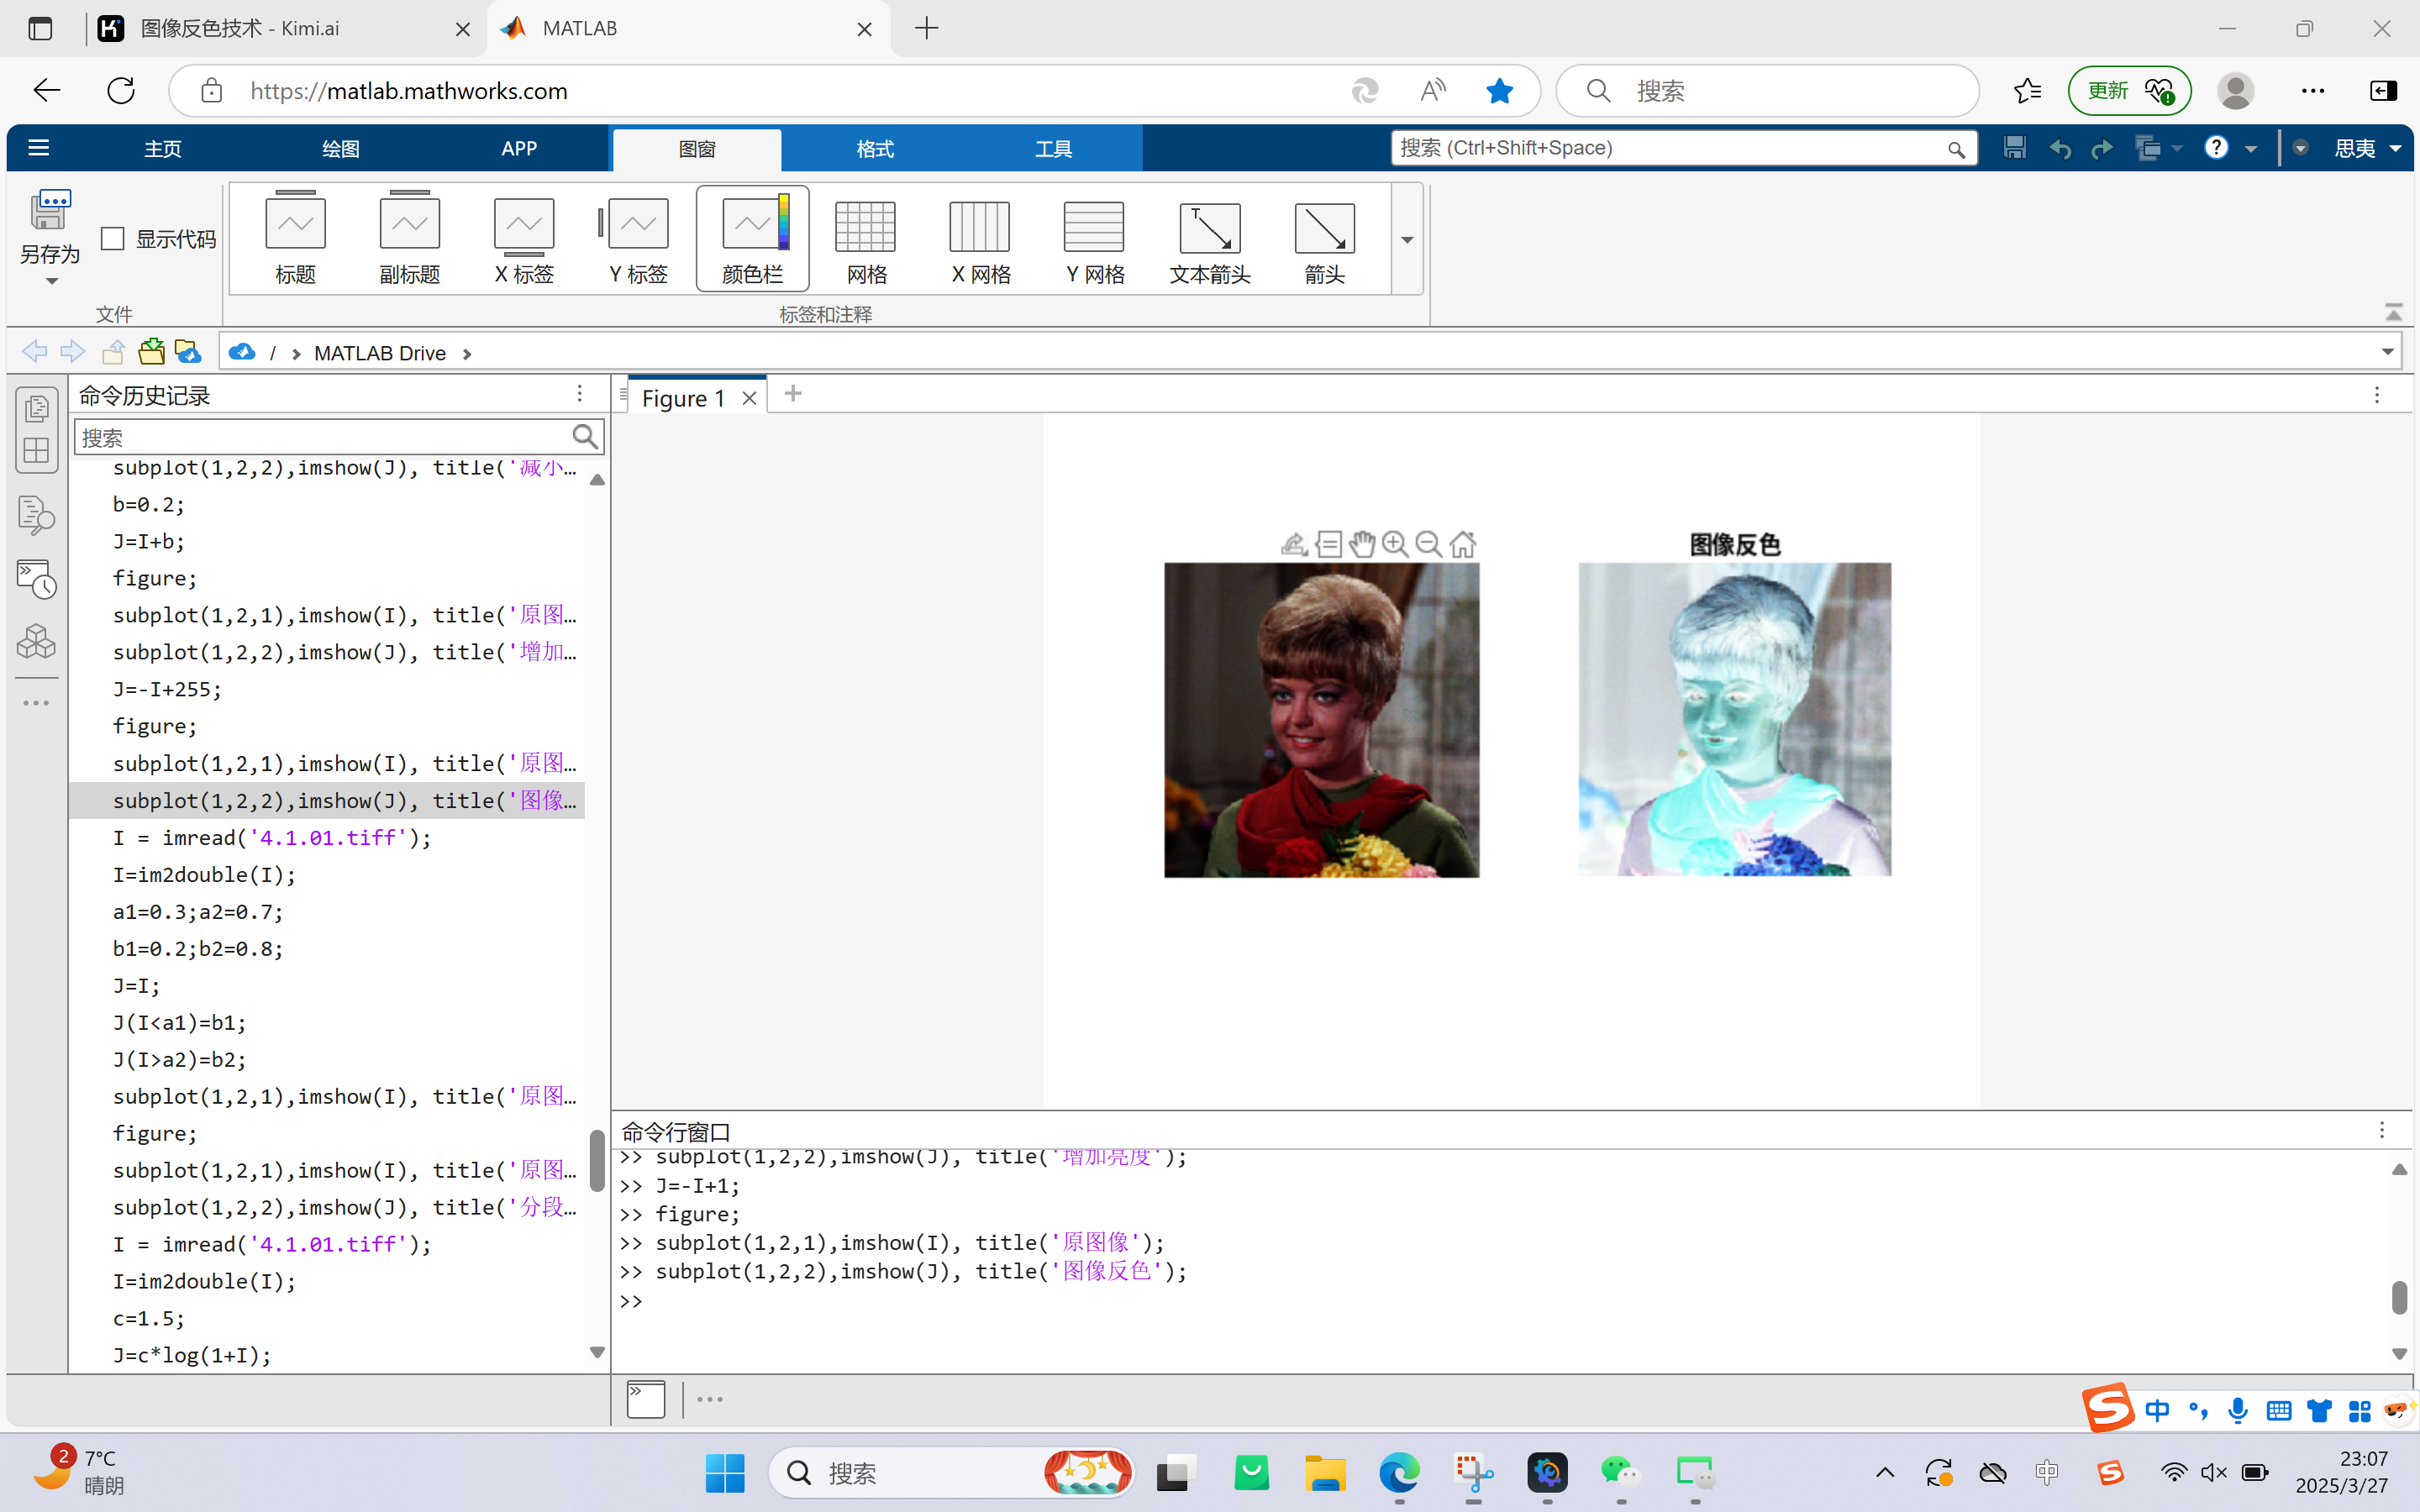 图像反色技术 - Kimi.ai
MATLAB
https://matlab.mathworks.com
搜索
更新
主页
绘图
APP
图窗
格式
工具
搜索 (Ctrl+Shift+Space)
思夷
另存为
显示代码
文件
标题
副标题
X 标签
Y 标签
颜色栏
网格
X 网格
Y 网格
文本箭头
箭头
标签和注释
/ › MATLAB Drive ›
命令历史记录
搜索
subplot(1,2,2),imshow(J), title('减小…
b=0.2;
J=I+b;
figure;
subplot(1,2,1),imshow(I), title('原图…
subplot(1,2,2),imshow(J), title('增加…
J=-I+255;
figure;
subplot(1,2,1),imshow(I), title('原图…
subplot(1,2,2),imshow(J), title('图像…
I = imread('4.1.01.tiff');
I=im2double(I);
a1=0.3;a2=0.7;
b1=0.2;b2=0.8;
J=I;
J(I<a1)=b1;
J(I>a2)=b2;
subplot(1,2,1),imshow(I), title('原图…
figure;
subplot(1,2,1),imshow(I), title('原图…
subplot(1,2,2),imshow(J), title('分段…
I = imread('4.1.01.tiff');
I=im2double(I);
c=1.5;
J=c*log(1+I);
Figure 1
图像反色
命令行窗口
>> subplot(1,2,2),imshow(J), title('增加亮度');
>> J=-I+1;
>> figure;
>> subplot(1,2,1),imshow(I), title('原图像');
>> subplot(1,2,2),imshow(J), title('图像反色');
>>
中
2
7°C
晴朗
搜索
中
23:07
2025/3/27